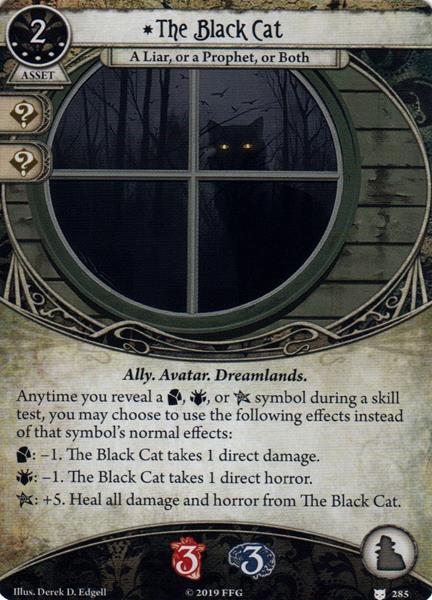 2
ASSET
*The Black Cat
A Liar, or a Prophet, or Both
?
?
Ally. Avatar. Dreamlands.
Anytime you reveal a , , or symbol during a skill
test, you may choose to use the following effects instead
of that symbol's normal effects:
: –1. The Black Cat takes 1 direct damage.
: –1. The Black Cat takes 1 direct horror.
: +5. Heal all damage and horror from The Black Cat.
3
3
Illus. Derek D. Edgell
© 2019 FFG
285